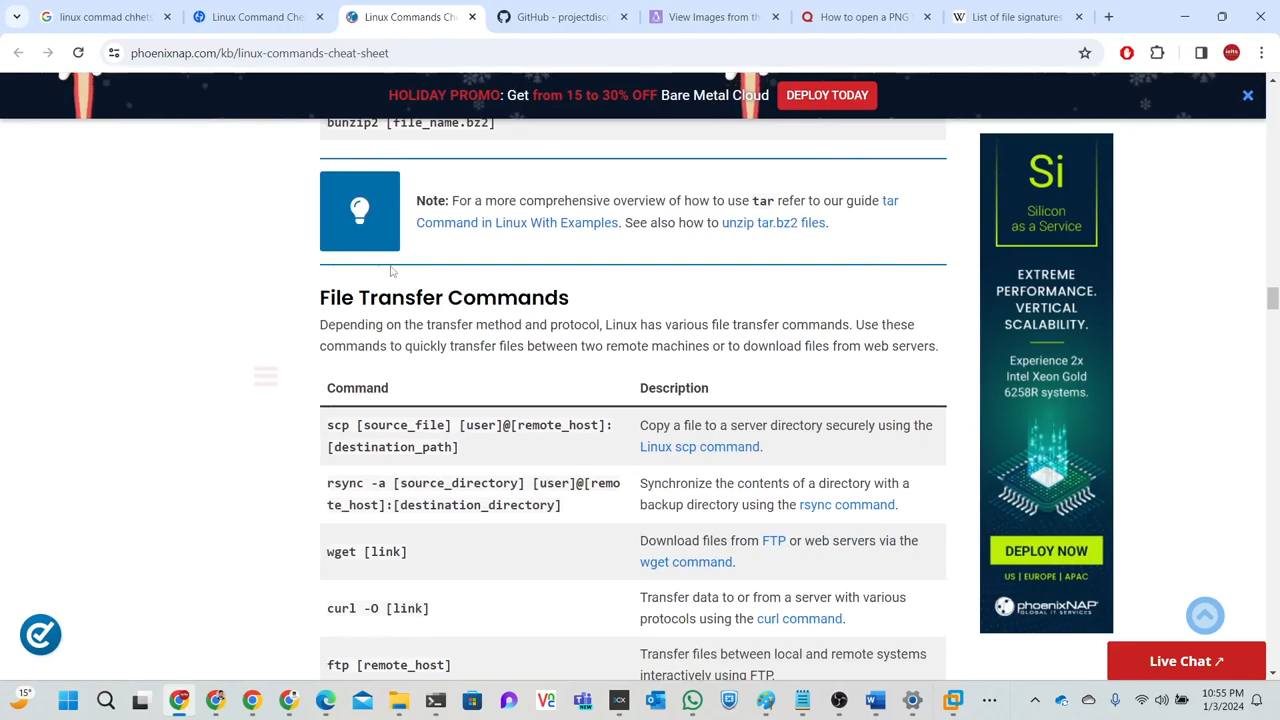 linux cmd chhets
Linux Command Che
Linux Commands Ch
GitHub - projectdisco
View Images from th
How to open a PNG
List of file signatures
phoenixnap.com/kb/linux-commands-cheat-sheet
HOLIDAY PROMO: Get from 15 to 30% OFF Bare Metal Cloud
DEPLOY TODAY
bunzip2 [file_name.bz2]
Note: For a more comprehensive overview of how to use tar refer to our guide tar
Command in Linux With Examples. See also how to unzip tar.bz2 files.
File Transfer Commands
Depending on the transfer method and protocol, Linux has various file transfer commands. Use these
commands to quickly transfer files between two remote machines or to download files from web servers.
Command
Description
scp [source_file] [user]@[remote_host]:
[destination_path]
Copy a file to a server directory securely using the
Linux scp command.
rsync -a [source_directory] [user]@[remo
te_host]:[destination_directory]
Synchronize the contents of a directory with a
backup directory using the rsync command.
wget [link]
Download files from FTP or web servers via the
wget command.
curl -O [link]
Transfer data to or from a server with various
protocols using the curl command.
ftp [remote_host]
Transfer files between local and remote systems
interactively using FTP.
Si
Silicon
as a Service
EXTREME
PERFORMANCE.
VERTICAL
SCALABILITY.
Experience 2x
Intel Xeon Gold
6258R systems.
DEPLOY NOW
US | EUROPE | APAC
phoenixNAP
GLOBAL IT SERVICES
Live Chat
15°
10:55 PM
1/3/2024